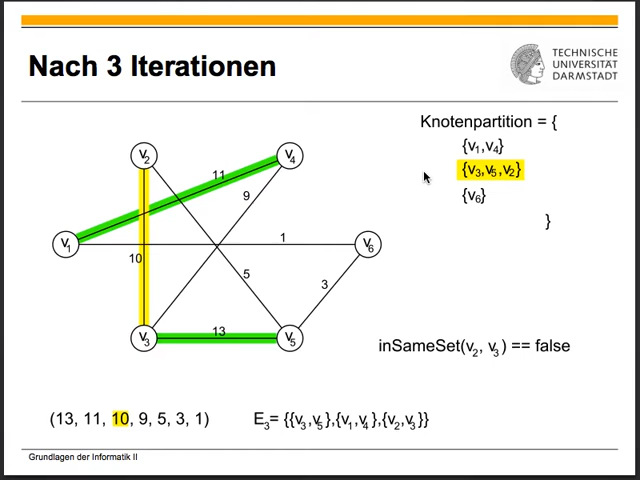 Nach 3 Iterationen
TECHNISCHE
UNIVERSITÄT
DARMSTADT
Knotenpartition = {
{v₁,v₄}
{v₃,v₅,v₂}
{v₆}
}
v₂
v₄
11
9
v₁
1
v₆
10
5
3
v₃
13
v₅
inSameSet(v₂, v₃) == false
(13, 11, 10, 9, 5, 3, 1)
E₃= {{v₃,v₅},{v₁,v₄},{v₂,v₃}}
Grundlagen der Informatik II